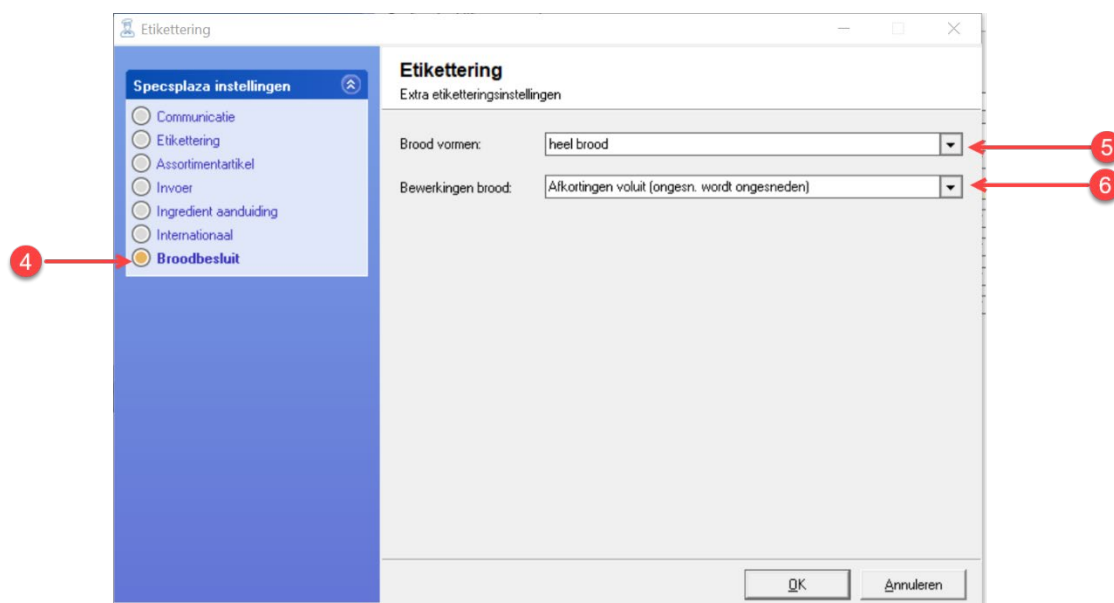 Etikettering
Specsplaza instellingen
Communicatie
Etikettering
Assortimentartikel
Invoer
Ingredient aanduiding
Internationaal
4
Broodbesluit
Etikettering
Extra etiketteringsinstellingen
Brood vormen:
heel brood
5
Bewerkingen brood:
Afkortingen voluit (ongesn. wordt ongesneden)
6
OK
Annuleren